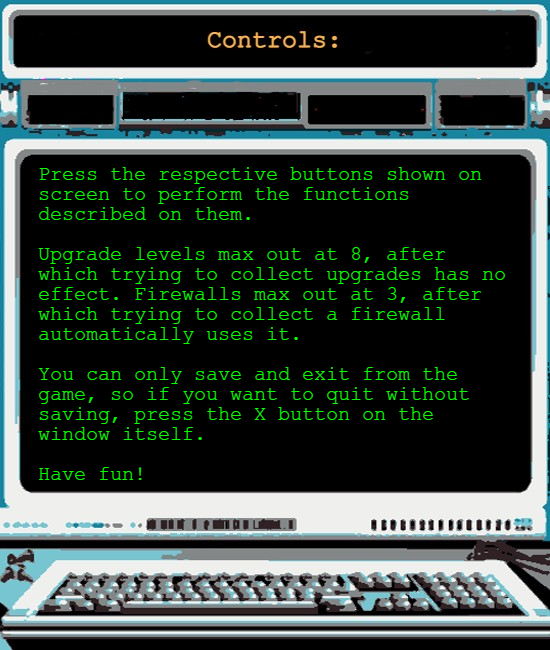 Controls:
Press the respective buttons shown on
screen to perform the functions
described on them.
Upgrade levels max out at 8, after
which trying to collect upgrades has no
effect. Firewalls max out at 3, after
which trying to collect a firewall
automatically uses it.
You can only save and exit from the
game, so if you want to quit without
saving, press the X button on the
window itself.
Have fun!